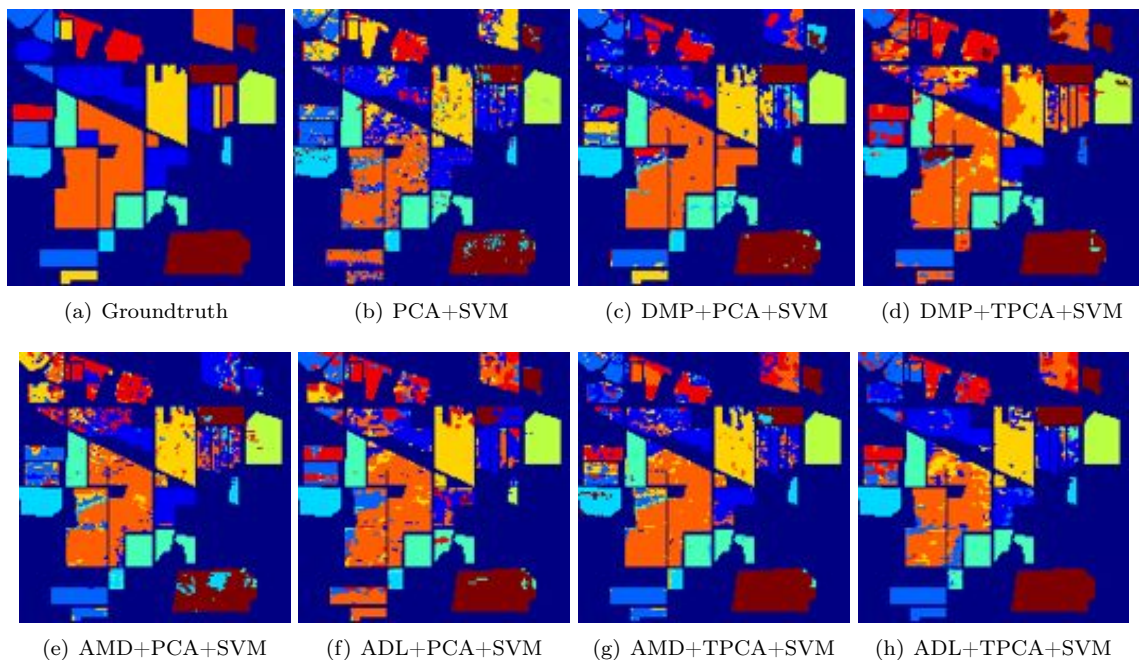 (a) Groundtruth
(b) PCA+SVM
(c) DMP+PCA+SVM
(d) DMP+TPCA+SVM
(e) AMD+PCA+SVM
(f) ADL+PCA+SVM
(g) AMD+TPCA+SVM
(h) ADL+TPCA+SVM